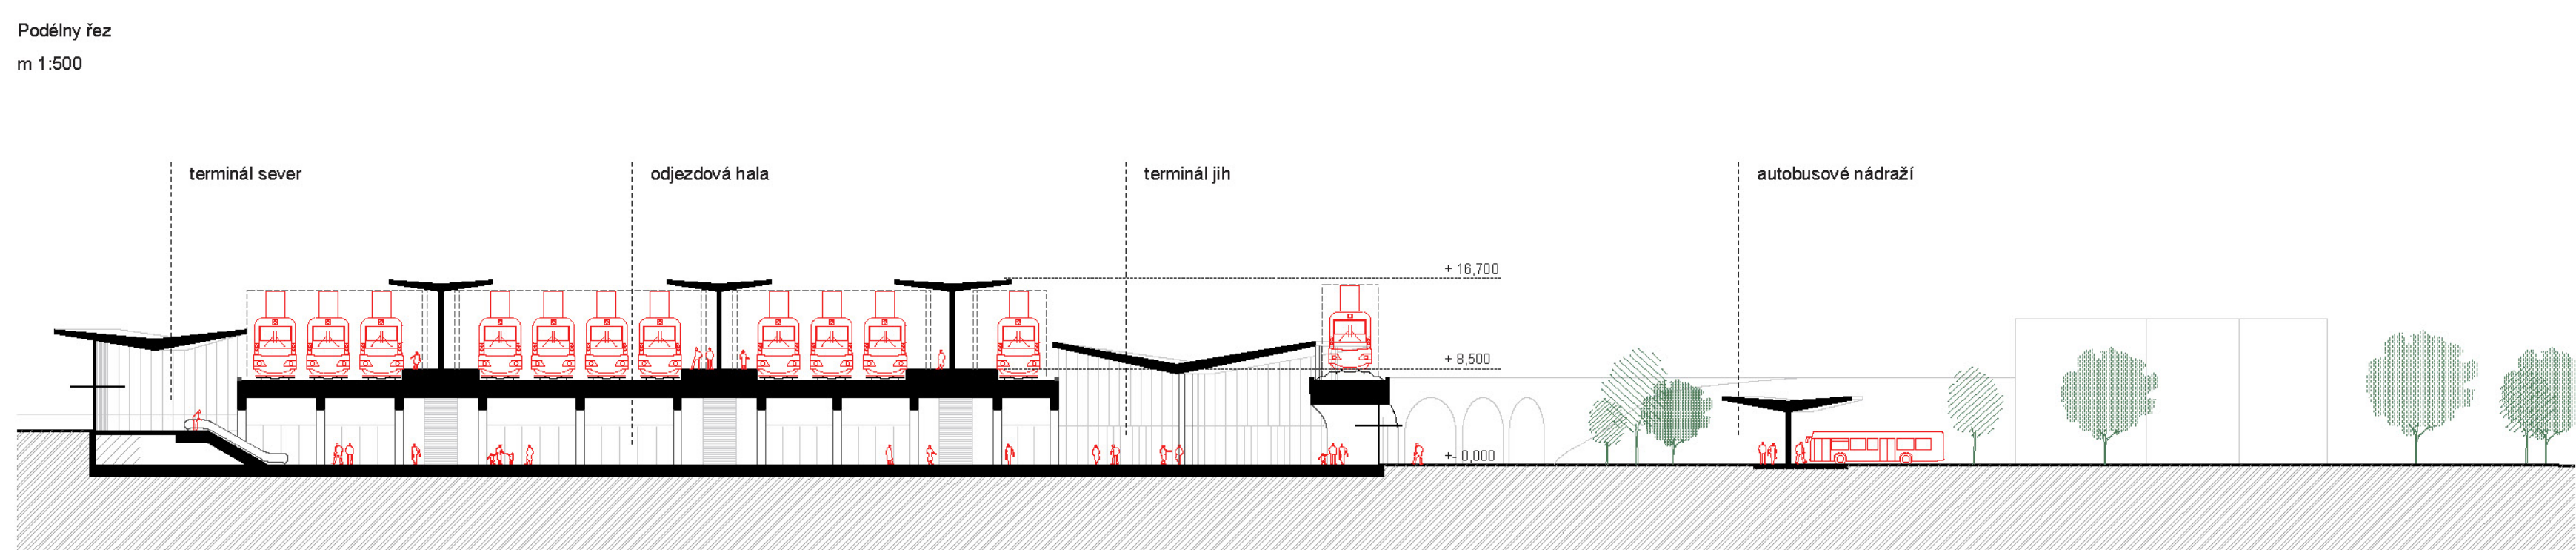 Podélny řez
m 1:500
terminál sever
odjezdová hala
terminál jih
autobusové nádraží
+ 16,700
+ 8,500
+- 0,000